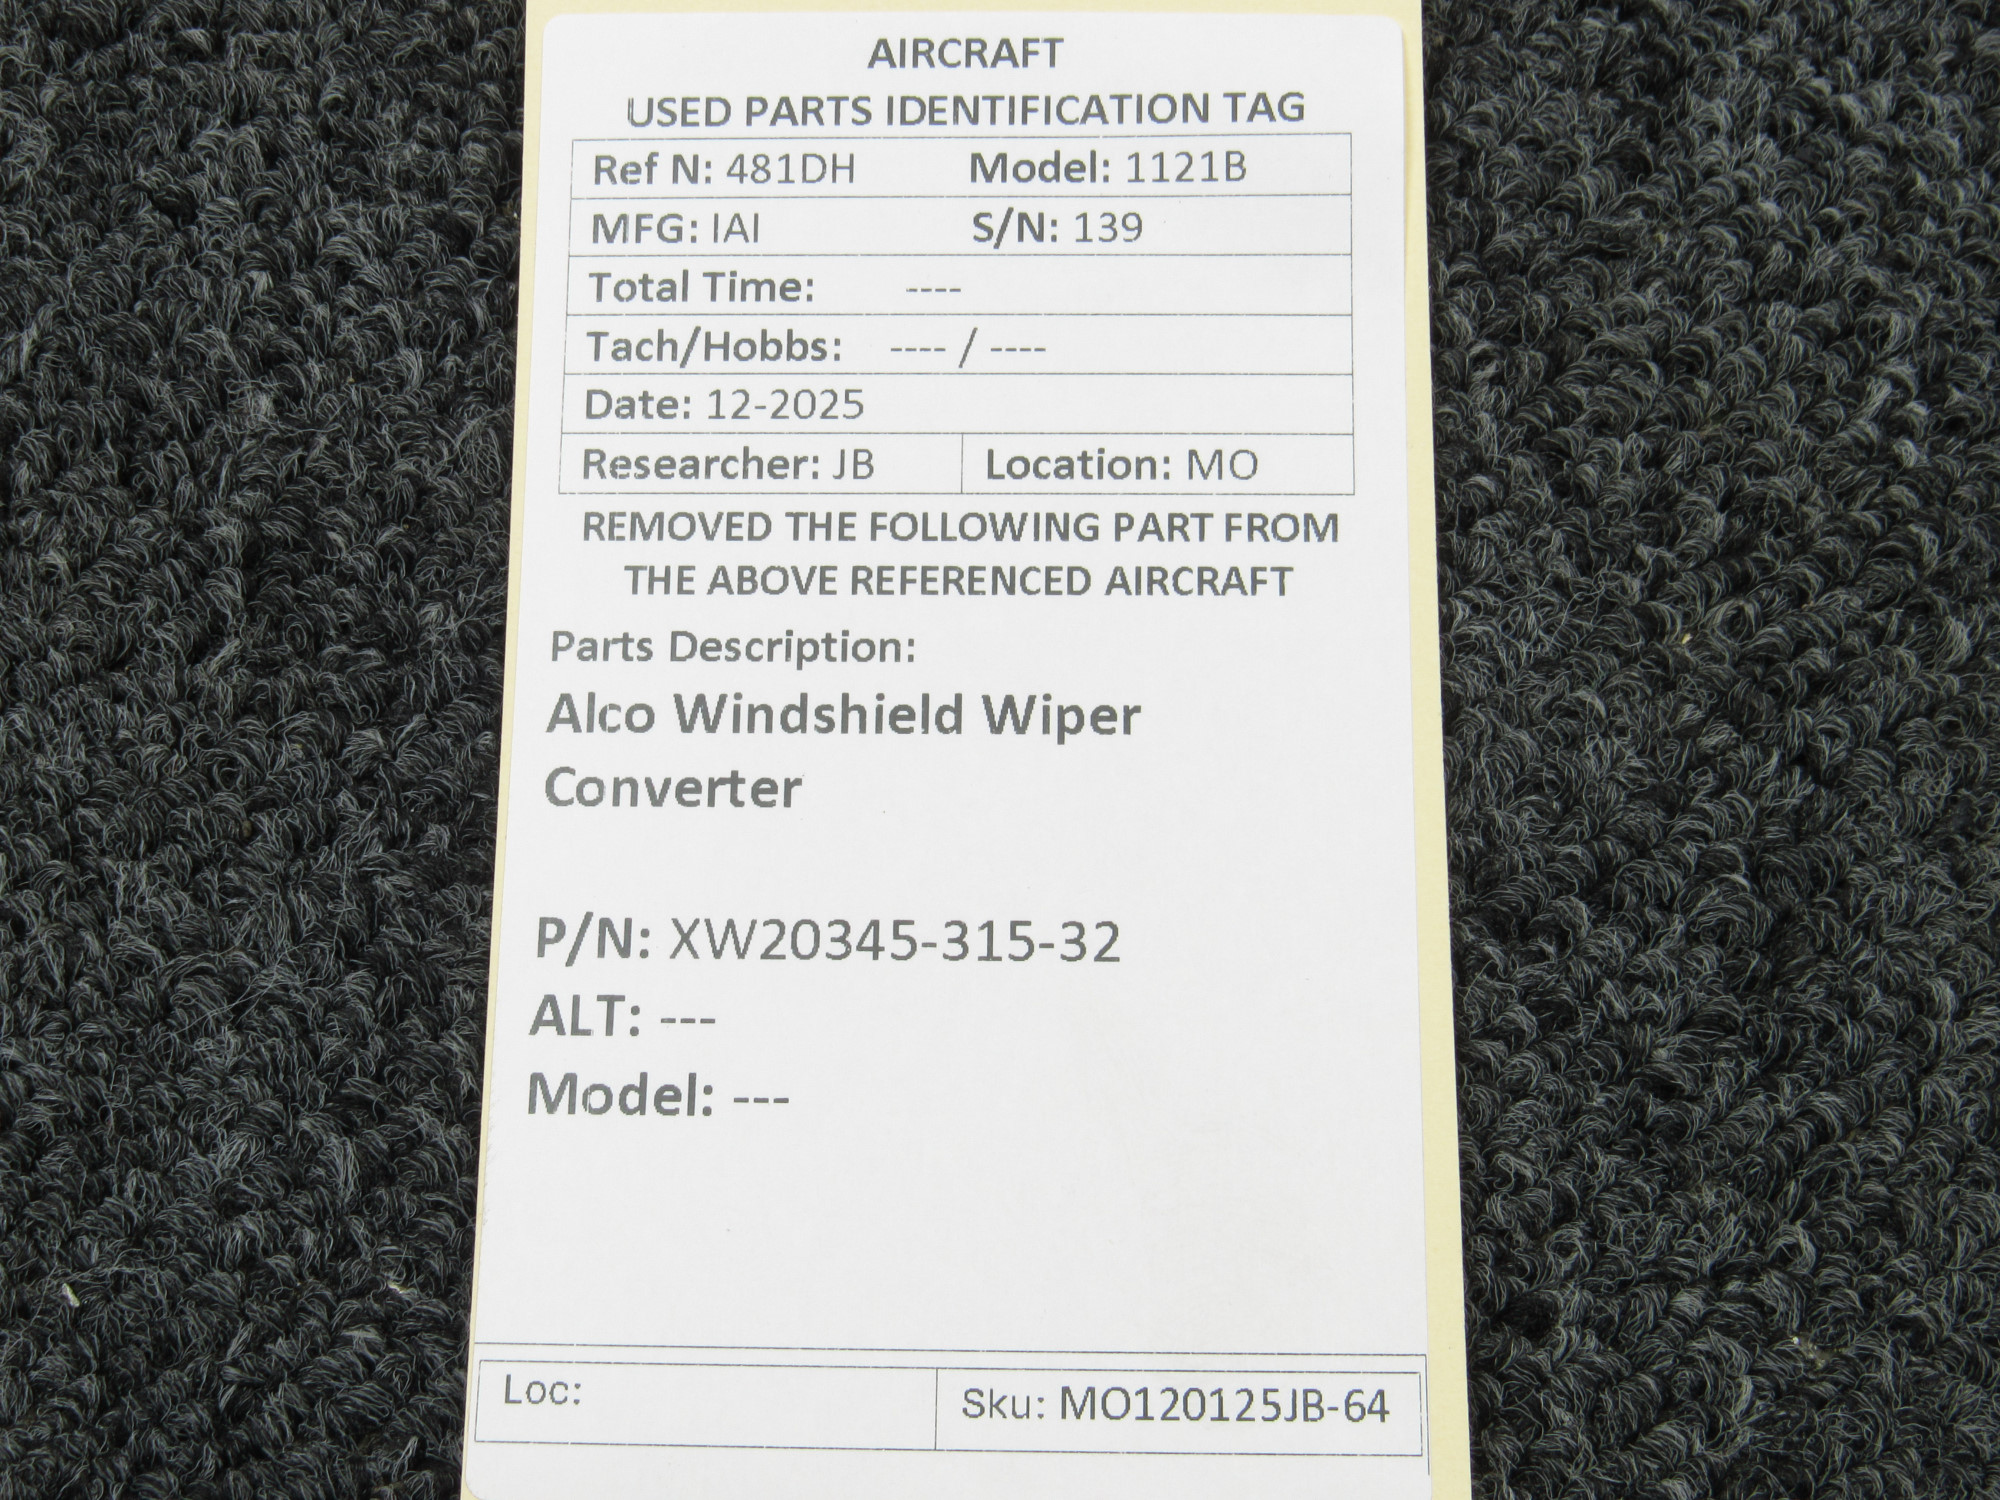 AIRCRAFT
USED PARTS IDENTIFICATION TAG
Ref N: 481DH Model: 1121B
MFG: IAI S/N: 139
Total Time: ----
Tach/Hobbs: ---- / ----
Date: 12-2025
Researcher: JB Location: MO
REMOVED THE FOLLOWING PART FROM
THE ABOVE REFERENCED AIRCRAFT
Parts Description:
Alco Windshield Wiper
Converter
P/N: XW20345-315-32
ALT: ---
Model: ---
Loc: Sku: MO120125JB-64